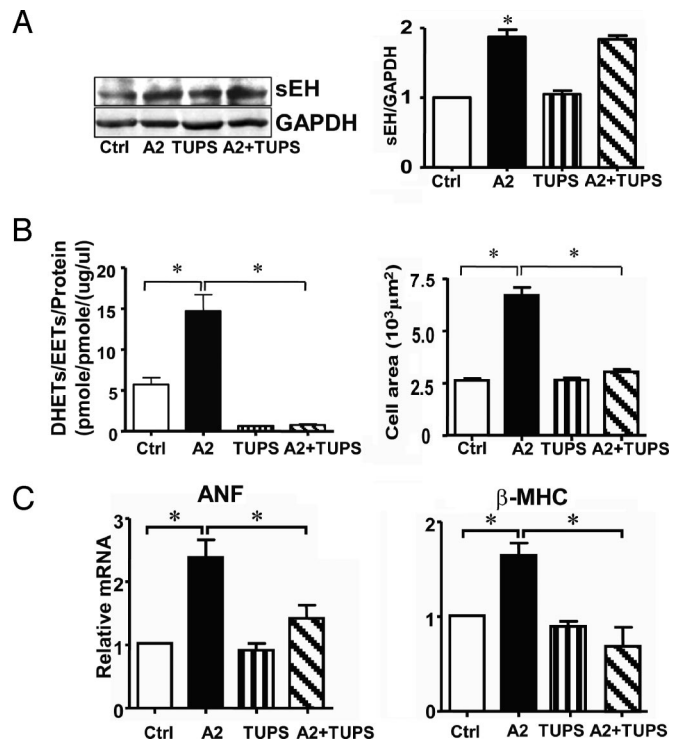 A
sEH
GAPDH
Ctrl A2 TUPS A2+TUPS
sEH/GAPDH
2
1
0
*
Ctrl A2 TUPS A2+TUPS
B
DHETs/EETs/Protein
(pmole/pmole/(ug/ul)
20
15
10
5
0
* *
Ctrl A2 TUPS A2+TUPS
Cell area (10³μm²)
7.5
5.0
2.5
0
* *
Ctrl A2 TUPS A2+TUPS
C
ANF
Relative mRNA
3
2
1
0
* *
Ctrl A2 TUPS A2+TUPS
β-MHC
2
1
0
* *
Ctrl A2 TUPS A2+TUPS